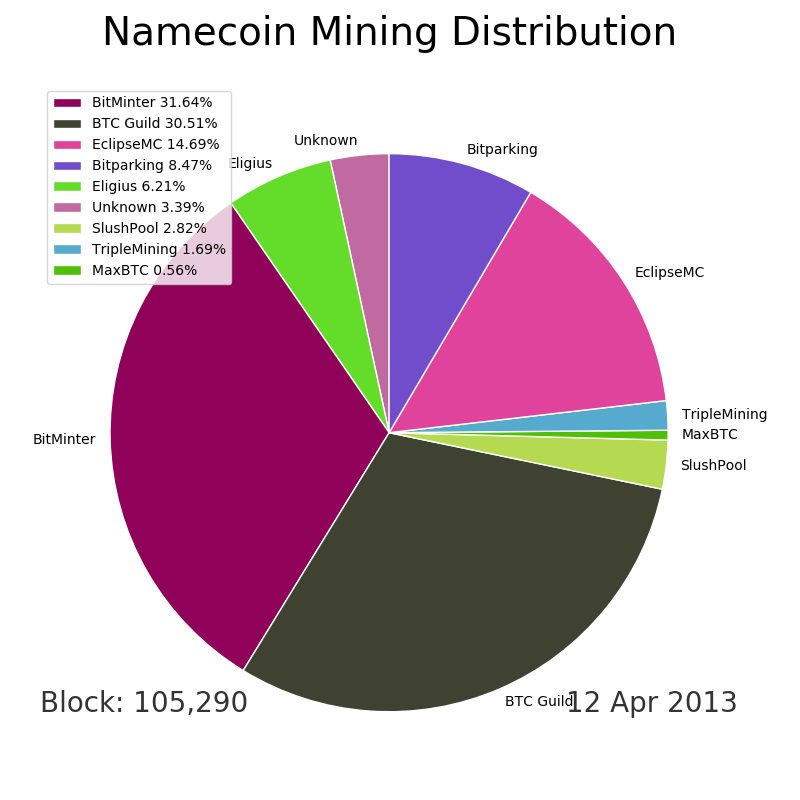 Namecoin Mining Distribution
BitMinter 31.64%
BTC Guild 30.51%
EclipseMC 14.69%
Bitparking 8.47%
Eligius 6.21%
Unknown 3.39%
SlushPool 2.82%
TripleMining 1.69%
MaxBTC 0.56%
Unknown
Bitparking
Eligius
EclipseMC
TripleMining
MaxBTC
BitMinter
SlushPool
BTC Guild
Block: 105,290
12 Apr 2013